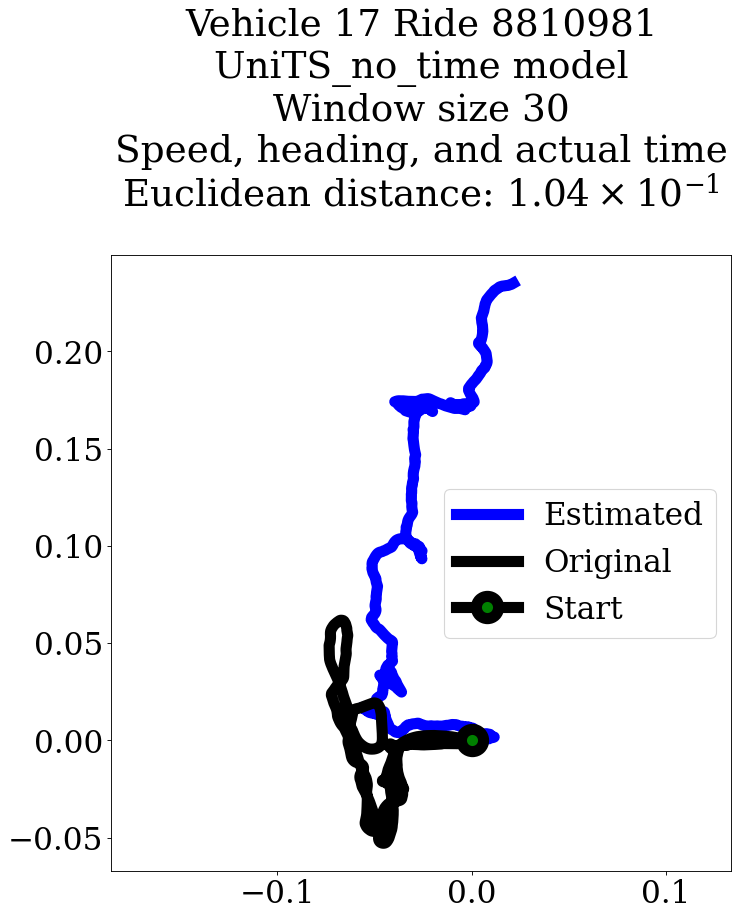 Vehicle 17 Ride 8810981
UniTS_no_time model
Window size 30
Speed, heading, and actual time
Euclidean distance: 1.04 × 10⁻¹
0.20
0.15
0.10
0.05
0.00
−0.05
Estimated
Original
Start
−0.1
0.0
0.1